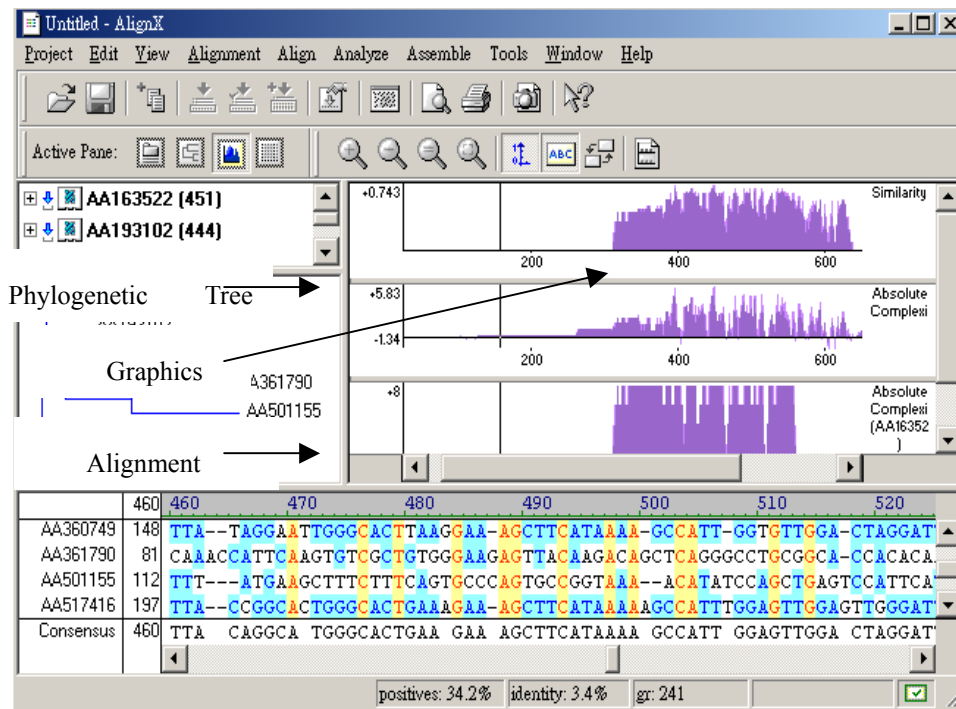 Untitled - AlignX
Project Edit View Alignment Align Analyze Assemble Tools Window Help
Active Pane:
ABC
AA163522 (451)
AA193102 (444)
+0.743
Similarity
200 400 600
Phylogenetic Tree
+5.83
-1.34
Absolute
Complexi
200 400 600
Graphics
A361790
AA501155
+8
Absolute
Complexi
(AA16352
)
Alignment
460 460 470 480 490 500 510 520
AA360749 148 TTA--TAGGAATTGGGCACTTAAGGAA-AGCTTCATAAAA-GCCATT-GGTGTTGGA-CTAGGAT
AA361790 81 CAAACCATTCAAGTGTCGCTGTGGGAAGAGTTACAAGACAGCTCAGGGCCTGCGGCA-CCACACA
AA501155 112 TTT---ATGAAGCTTTCTTTCAGTGCCCAGTGCCGGTAAA--ACATATCCAGCTGAGTCCATTCA
AA517416 197 TTA--CCGGCACTGGGCACTGAAAGAA-AGCTTCATAAAAAGCCATTTGGAGTTGGAGTTGGGAT
Consensus 460 TTA CAGGCA TGGGCACTGAA GAA AGCTTCATAAAA GCCATT GGAGTTGGA CTAGGAT
positives: 34.2% identity: 3.4% gr: 241